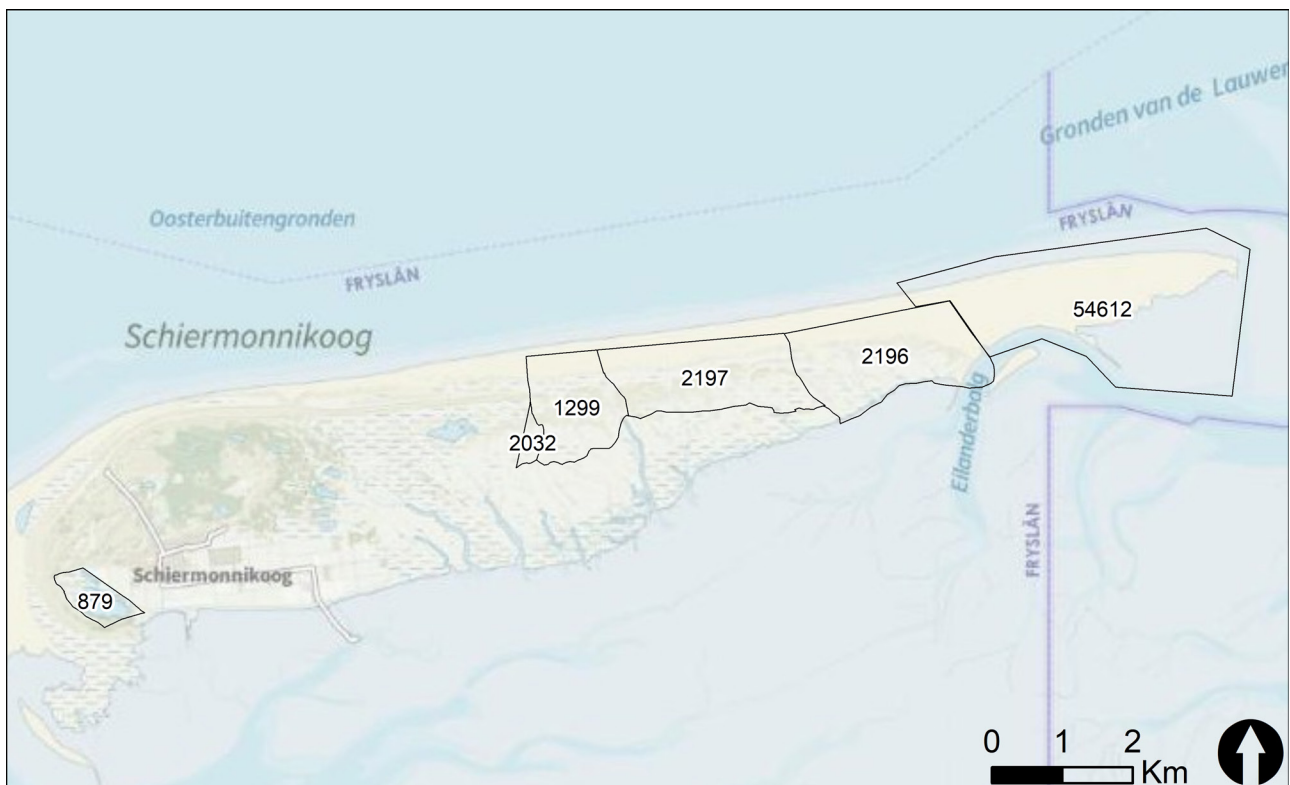 Gronden van de Lauwer
Oosterbuitengronden
FRYSLÂN
FRYSLÂN
Schiermonnikoog
54612
2196
2197
1299
2032
Eilanderbalg
FRYSLÂN
Schiermonnikoog
879
0 1 2
Km